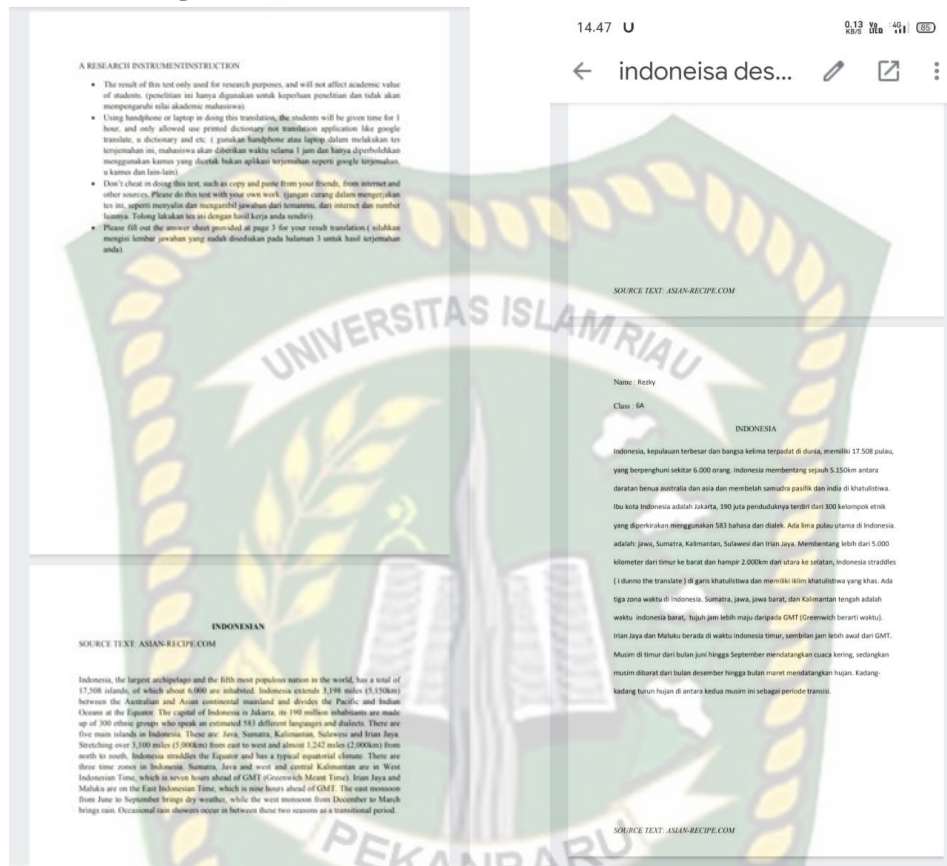 A RESEARCH INSTRUMENTINSTRUCTION
• The result of this test only used for research purposes, and will not affect academic value
of students. (penelitian ini hanya digunakan untuk keperluan penelitian dan tidak akan
mempengaruhi nilai akademic mahasiswa).
• Using handphone or laptop in doing this translation, the students will be given time for 1
hour, and only allowed use printed dictionary not translation application like google
translate, u dictionary and etc. ( gunakan handphone atau laptop dalam melakukan tes
terjemahan ini, mahasiswa akan diberikan waktu selama 1 jam dan hanya diperbolehkan
menggunakan kamus yang dicetak bukan aplikasi terjemahan seperti google terjemahan,
u kamus dan lain-lain).
• Don't cheat in doing this test, such as copy and paste from your friends, from internet and
other sources. Please do this test with your own work. (jangan curang dalam mengerjakan
tes ini, seperti menyalin dan mengambil jawaban dari temanmu, dari internet dan sumber
lainnya. Tolong lakukan tes ini dengan hasil kerja anda sendiri).
• Please fill out the answer sheet provided at page 3 for your result translation ( silahkan
mengisi lembar jawaban yang sudah disediakan pada halaman 3 untuk hasil terjemahan
anda).
INDONESIAN
SOURCE TEXT: ASIAN-RECIPE.COM
Indonesia, the largest archipelago and the fifth most populous nation in the world, has a total of
17,508 islands, of which about 6,000 are inhabited. Indonesia extends 3,198 miles (5,150km)
between the Australian and Asian continental mainland and divides the Pacific and Indian
Oceans at the Equator. The capital of Indonesia is Jakarta, its 190 million inhabitants are made
up of 300 ethnic groups who speak an estimated 583 different languages and dialects. There are
five main islands in Indonesia. These are: Java, Sumatra, Kalimantan, Sulawesi and Irian Jaya.
Stretching over 3,100 miles (5,000km) from east to west and almost 1,242 miles (2,000km) from
north to south, Indonesia straddles the Equator and has a typical equatorial climate. There are
three time zones in Indonesia. Sumatra, Java and west and central Kalimantan are in West
Indonesian Time, which is seven hours ahead of GMT (Greenwich Meant Time). Irian Jaya and
Maluku are on the East Indonesian Time, which is nine hours ahead of GMT. The east monsoon
from June to September brings dry weather, while the west monsoon from December to March
brings rain. Occasional rain showers occur in between these two seasons as a transitional period.
14.47 U 0.13 KB/S Vo LTE 4G 85
indoneisa des...
SOURCE TEXT: ASIAN-RECIPE.COM
Name : Rezky
Class : 6A
INDONESIA
Indonesia, kepulauan terbesar dan bangsa kelima terpadat di dunia, memiliki 17.508 pulau,
yang berpenghuni sekitar 6.000 orang. Indonesia membentang sejauh 5.150km antara
daratan benua australia dan asia dan membelah samudra pasifik dan india di khatulistiwa.
Ibu kota Indonesia adalah Jakarta, 190 juta penduduknya terdiri dari 300 kelompok etnik
yang diperkirakan menggunakan 583 bahasa dan dialek. Ada lima pulau utama di Indonesia.
adalah: jawa, Sumatra, Kalimantan, Sulawesi dan Irian Jaya. Membentang lebih dari 5.000
kilometer dari timur ke barat dan hampir 2.000km dari utara ke selatan, Indonesia straddles
( i dunno the translate ) di garis khatulistiwa dan memiliki iklim khatulistiwa yang khas. Ada
tiga zona waktu di Indonesia. Sumatra, jawa, jawa barat, dan Kalimantan tengah adalah
waktu indonesia barat, tujuh jam lebih maju daripada GMT (Greenwich berarti waktu).
Irian Jaya dan Maluku berada di waktu indonesia timur, sembilan jam lebih awal dari GMT.
Musim di timur dari bulan juni hingga September mendatangkan cuaca kering, sedangkan
musim dibarat dari bulan desember hingga bulan maret mendatangkan hujan. Kadang-
kadang turun hujan di antara kedua musim ini sebagai periode transisi.
SOURCE TEXT: ASIAN-RECIPE.COM
UNIVERSITAS ISLAM RIAU
PEKANBARU